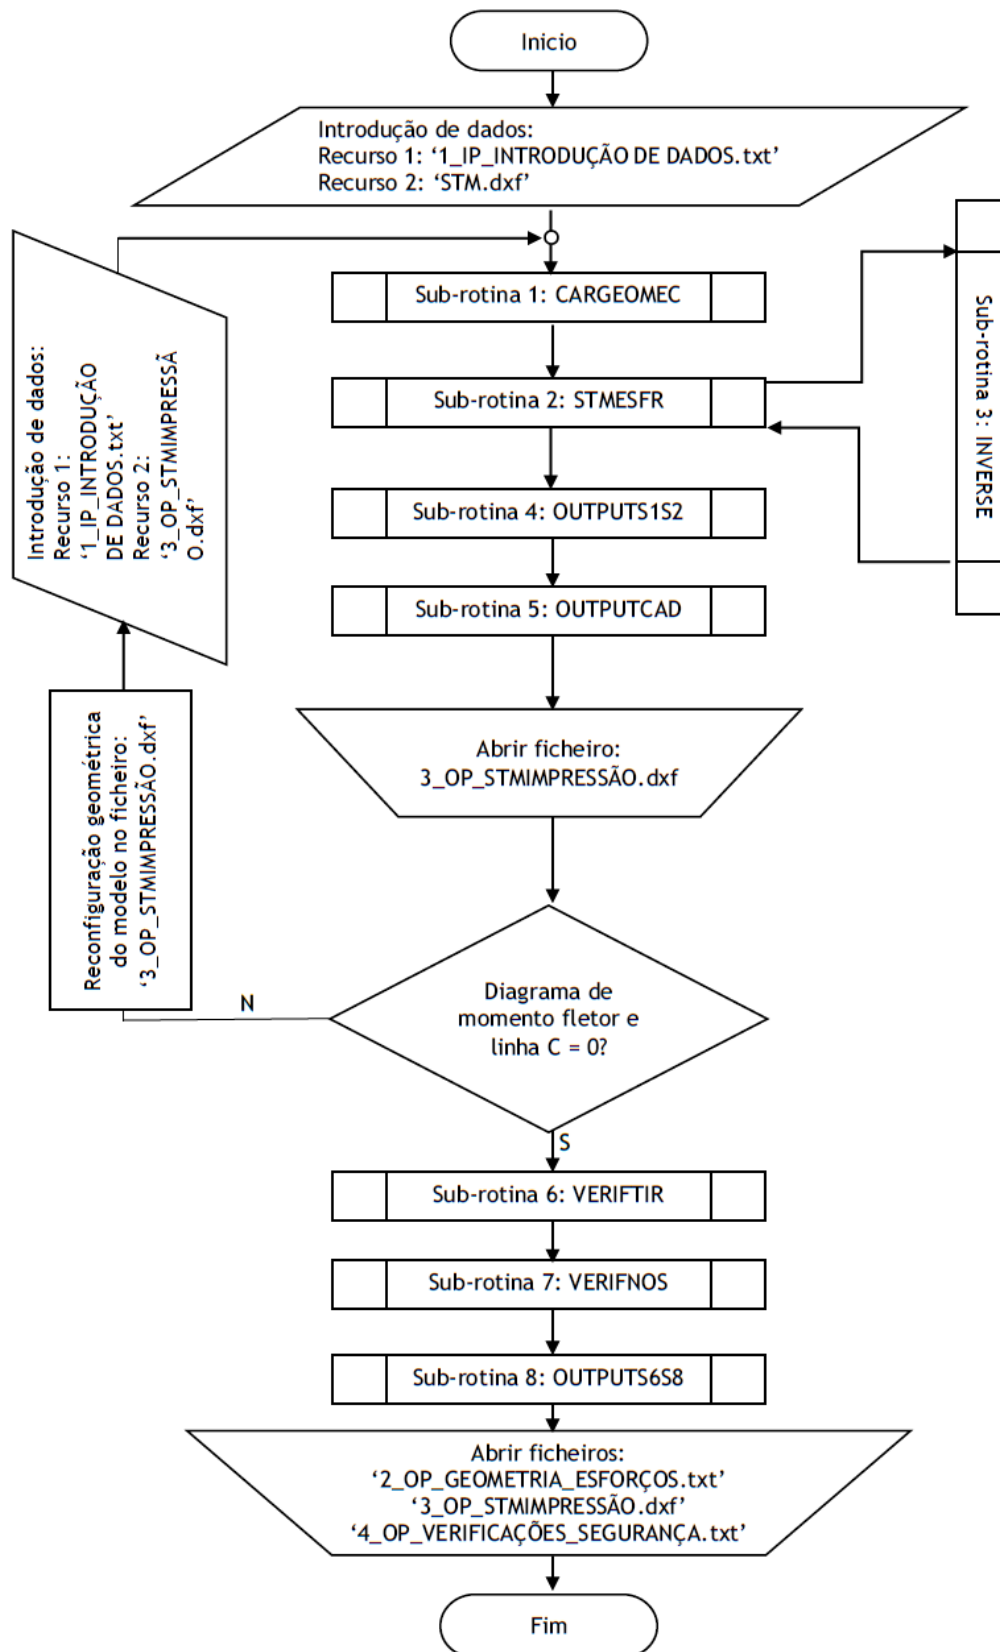 Inicio
Introdução de dados:
Recurso 1: ‘1_IP_INTRODUÇÃO DE DADOS.txt’
Recurso 2: ‘STM.dxf’
Sub-rotina 1: CARGEOMEC
Sub-rotina 2: STMESFR
Sub-rotina 3: INVERSE
Sub-rotina 4: OUTPUTS1S2
Sub-rotina 5: OUTPUTCAD
Abrir ficheiro:
3_OP_STMIMPRESSÃO.dxf
Diagrama de
momento fletor e
linha C = 0?
N
Reconfiguração geométrica
do modelo no ficheiro:
‘3_OP_STMIMPRESSÃO.dxf’
Introdução de dados:
Recurso 1:
‘1_IP_INTRODUÇÃO
DE DADOS.txt’
Recurso 2:
‘3_OP_STMIMPRESSÃ
O.dxf’
S
Sub-rotina 6: VERIFTIR
Sub-rotina 7: VERIFNOS
Sub-rotina 8: OUTPUTS6S8
Abrir ficheiros:
‘2_OP_GEOMETRIA_ESFORÇOS.txt’
‘3_OP_STMIMPRESSÃO.dxf’
‘4_OP_VERIFICAÇÕES_SEGURANÇA.txt’
Fim